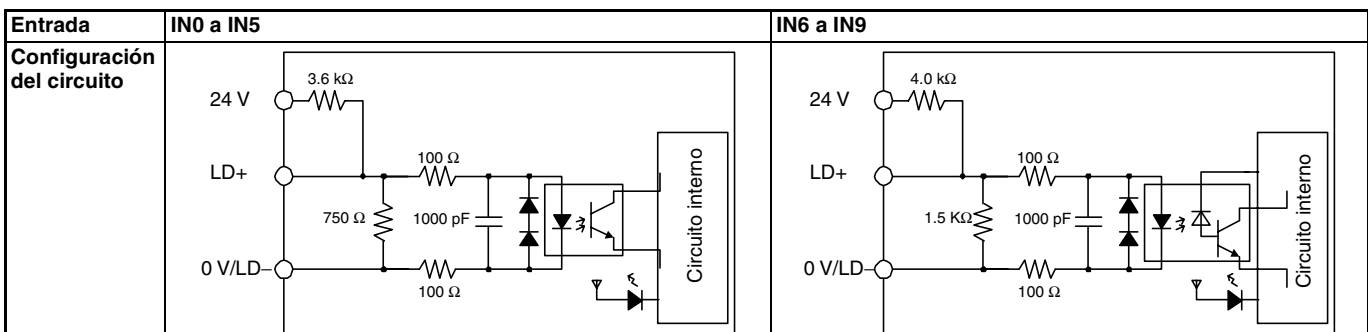 Entrada IN0 a IN5 IN6 a IN9
Configuración
del circuito
3.6 kΩ
24 V
LD+
100 Ω
750 Ω
1000 pF
0 V/LD−
100 Ω
Circuito interno
4.0 kΩ
24 V
LD+
100 Ω
1.5 KΩ
1000 pF
0 V/LD−
100 Ω
Circuito interno